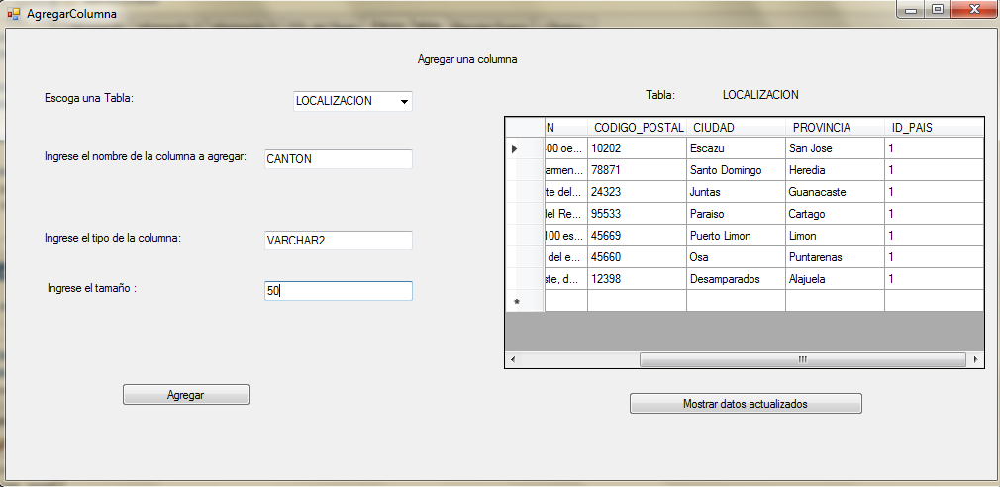 AgregarColumna
Agregar una columna
Escoga una Tabla:
LOCALIZACION
Ingrese el nombre de la columna a agregar:
CANTON
Ingrese el tipo de la columna:
VARCHAR2
Ingrese el tamaño :
50
Agregar
Tabla: LOCALIZACION
N CODIGO_POSTAL CIUDAD PROVINCIA ID_PAIS
00 oe... 10202 Escazu San Jose 1
armen... 78871 Santo Domingo Heredia 1
te del... 24323 Juntas Guanacaste 1
del Re... 95533 Paraiso Cartago 1
100 es... 45669 Puerto Limon Limon 1
del e... 45660 Osa Puntarenas 1
ste, d... 12398 Desamparados Alajuela 1
Mostrar datos actualizados